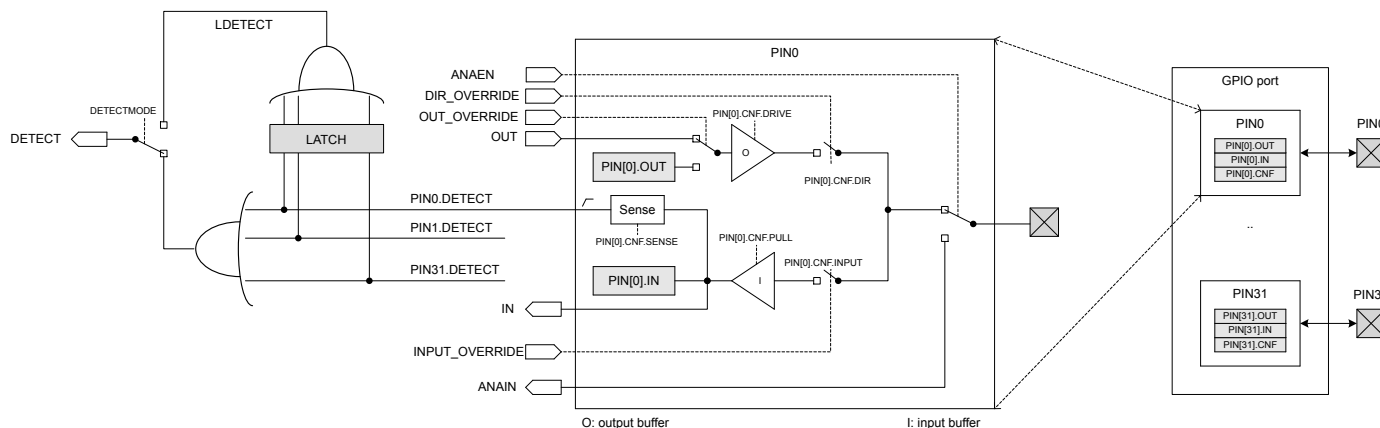 LDETECT
PIN0
ANAEN
GPIO port
DIR_OVERRIDE
DETECTMODE
OUT_OVERRIDE
PIN[0].CNF.DRIVE
PIN0
DETECT
LATCH
OUT
O
PIN[0].OUT
PIN[0].OUT
PIN[0].IN
PIN[0].CNF
PIN[0].CNF.DIR
PIN0.DETECT
Sense
PIN1.DETECT
PIN[0].CNF.SENSE
PIN[0].CNF.PULL
..
PIN[0].CNF.INPUT
PIN31.DETECT
PIN[0].IN
I
PIN31
IN
PIN[31].OUT
PIN[31].IN
PIN[31].CNF
INPUT_OVERRIDE
ANAIN
O: output buffer
I: input buffer